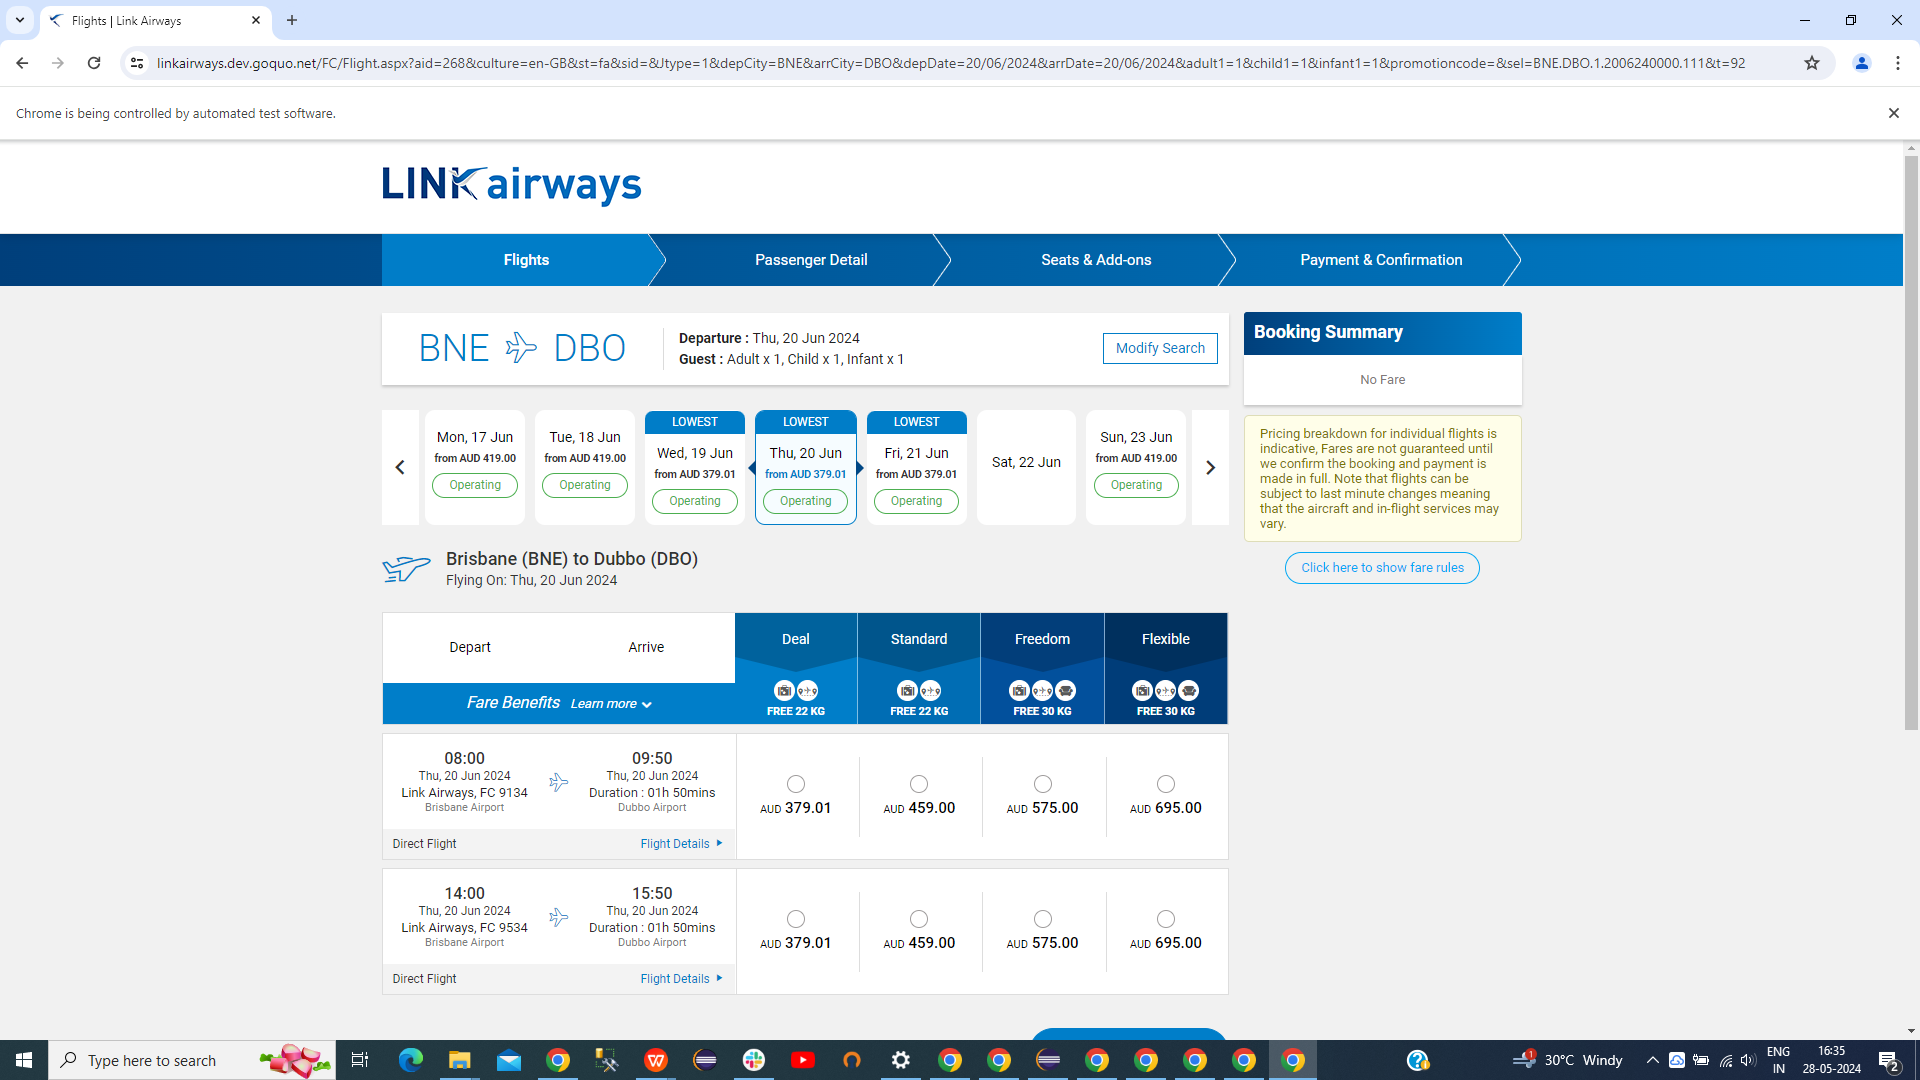 Flights | Link Airways
linkairways.dev.goquo.net/FC/Flight.aspx?aid=268&culture=en-GB&st=fa&sid=&Jtype=1&depCity=BNE&arrCity=DBO&depDate=20/06/2024&arrDate=20/06/2024&adult1=1&child1=1&infant1=1&promotioncode=&sel=BNE.DBO.1.2006240000.111&t=92
Chrome is being controlled by automated test software.
LINK airways
Flights
Passenger Detail
Seats & Add-ons
Payment & Confirmation
BNE DBO
Departure : Thu, 20 Jun 2024
Guest : Adult x 1, Child x 1, Infant x 1
Modify Search
Booking Summary
No Fare
Pricing breakdown for individual flights is
indicative, Fares are not guaranteed until
we confirm the booking and payment is
made in full. Note that flights can be
subject to last minute changes meaning
that the aircraft and in-flight services may
vary.
Click here to show fare rules
Mon, 17 Jun
from AUD 419.00
Operating
Tue, 18 Jun
from AUD 419.00
Operating
LOWEST
Wed, 19 Jun
from AUD 379.01
Operating
LOWEST
Thu, 20 Jun
from AUD 379.01
Operating
LOWEST
Fri, 21 Jun
from AUD 379.01
Operating
Sat, 22 Jun
Sun, 23 Jun
from AUD 419.00
Operating
Brisbane (BNE) to Dubbo (DBO)
Flying On: Thu, 20 Jun 2024
Depart
Arrive
Deal
Standard
Freedom
Flexible
Fare Benefits Learn more
FREE 22 KG
FREE 22 KG
FREE 30 KG
FREE 30 KG
08:00
Thu, 20 Jun 2024
Link Airways, FC 9134
Brisbane Airport
09:50
Thu, 20 Jun 2024
Duration : 01h 50mins
Dubbo Airport
AUD 379.01
AUD 459.00
AUD 575.00
AUD 695.00
Direct Flight
Flight Details
14:00
Thu, 20 Jun 2024
Link Airways, FC 9534
Brisbane Airport
15:50
Thu, 20 Jun 2024
Duration : 01h 50mins
Dubbo Airport
AUD 379.01
AUD 459.00
AUD 575.00
AUD 695.00
Direct Flight
Flight Details
Type here to search
1
30°C Windy
ENG
IN
16:35
28-05-2024
2